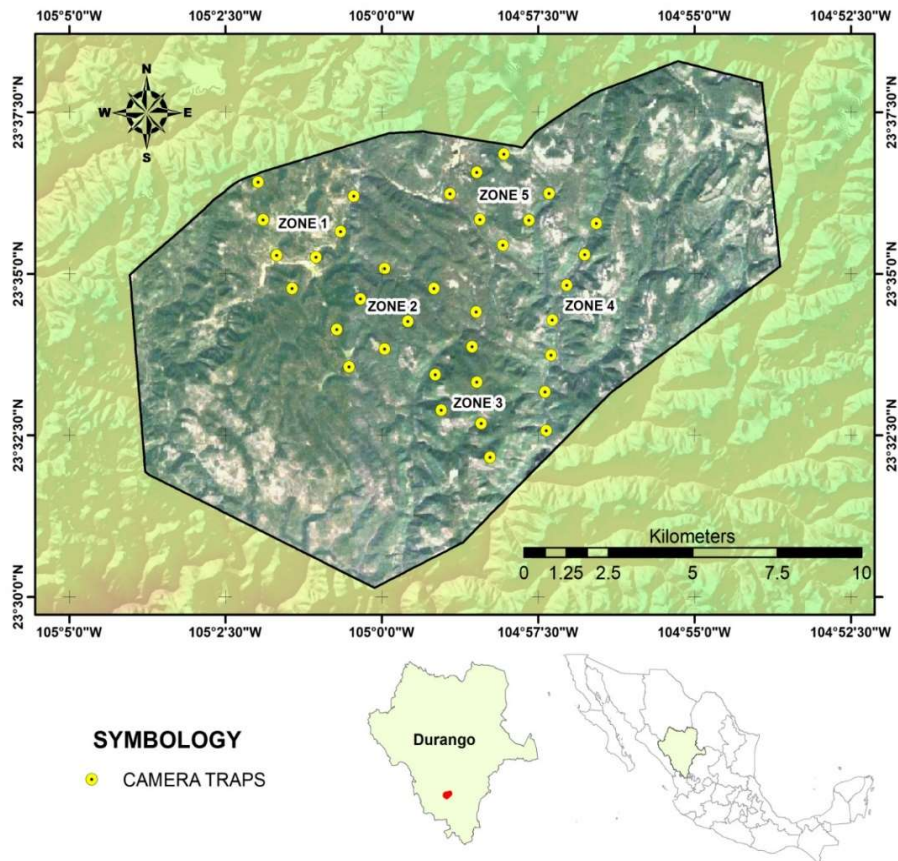 105°5'0"W 105°2'30"W 105°0'0"W 104°57'30"W 104°55'0"W 104°52'30"W
N
W E
S
23°37'30"N 23°37'30"N
ZONE 5
ZONE 1
23°35'0"N 23°35'0"N
ZONE 2 ZONE 4
ZONE 3
23°32'30"N 23°32'30"N
Kilometers
0 1.25 2.5 5 7.5 10
23°30'0"N 23°30'0"N
105°5'0"W 105°2'30"W 105°0'0"W 104°57'30"W 104°55'0"W 104°52'30"W
SYMBOLOGY
CAMERA TRAPS
Durango